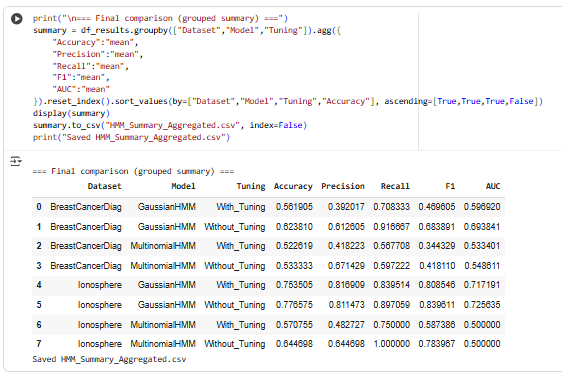 print("\n=== Final comparison (grouped summary) ===")
summary = df_results.groupby(["Dataset","Model","Tuning"]).agg({
    "Accuracy":"mean",
    "Precision":"mean",
    "Recall":"mean",
    "F1":"mean",
    "AUC":"mean"
}).reset_index().sort_values(by=["Dataset","Model","Tuning","Accuracy"], ascending=[True,True,True,False])
display(summary)
summary.to_csv("HMM_Summary_Aggregated.csv", index=False)
print("Saved HMM_Summary_Aggregated.csv")
=== Final comparison (grouped summary) ===
Dataset Model Tuning Accuracy Precision Recall F1 AUC
0 BreastCancerDiag GaussianHMM With_Tuning 0.561905 0.392017 0.708333 0.469605 0.596920
1 BreastCancerDiag GaussianHMM Without_Tuning 0.623810 0.612605 0.916667 0.683891 0.693841
2 BreastCancerDiag MultinomialHMM With_Tuning 0.522619 0.418223 0.567708 0.344329 0.533401
3 BreastCancerDiag MultinomialHMM Without_Tuning 0.533333 0.671429 0.597222 0.418110 0.548611
4 Ionosphere GaussianHMM With_Tuning 0.753505 0.816909 0.839514 0.808546 0.717191
5 Ionosphere GaussianHMM Without_Tuning 0.776575 0.811473 0.897059 0.839611 0.725635
6 Ionosphere MultinomialHMM With_Tuning 0.570755 0.482727 0.750000 0.587386 0.500000
7 Ionosphere MultinomialHMM Without_Tuning 0.644698 0.644698 1.000000 0.783967 0.500000
Saved HMM_Summary_Aggregated.csv